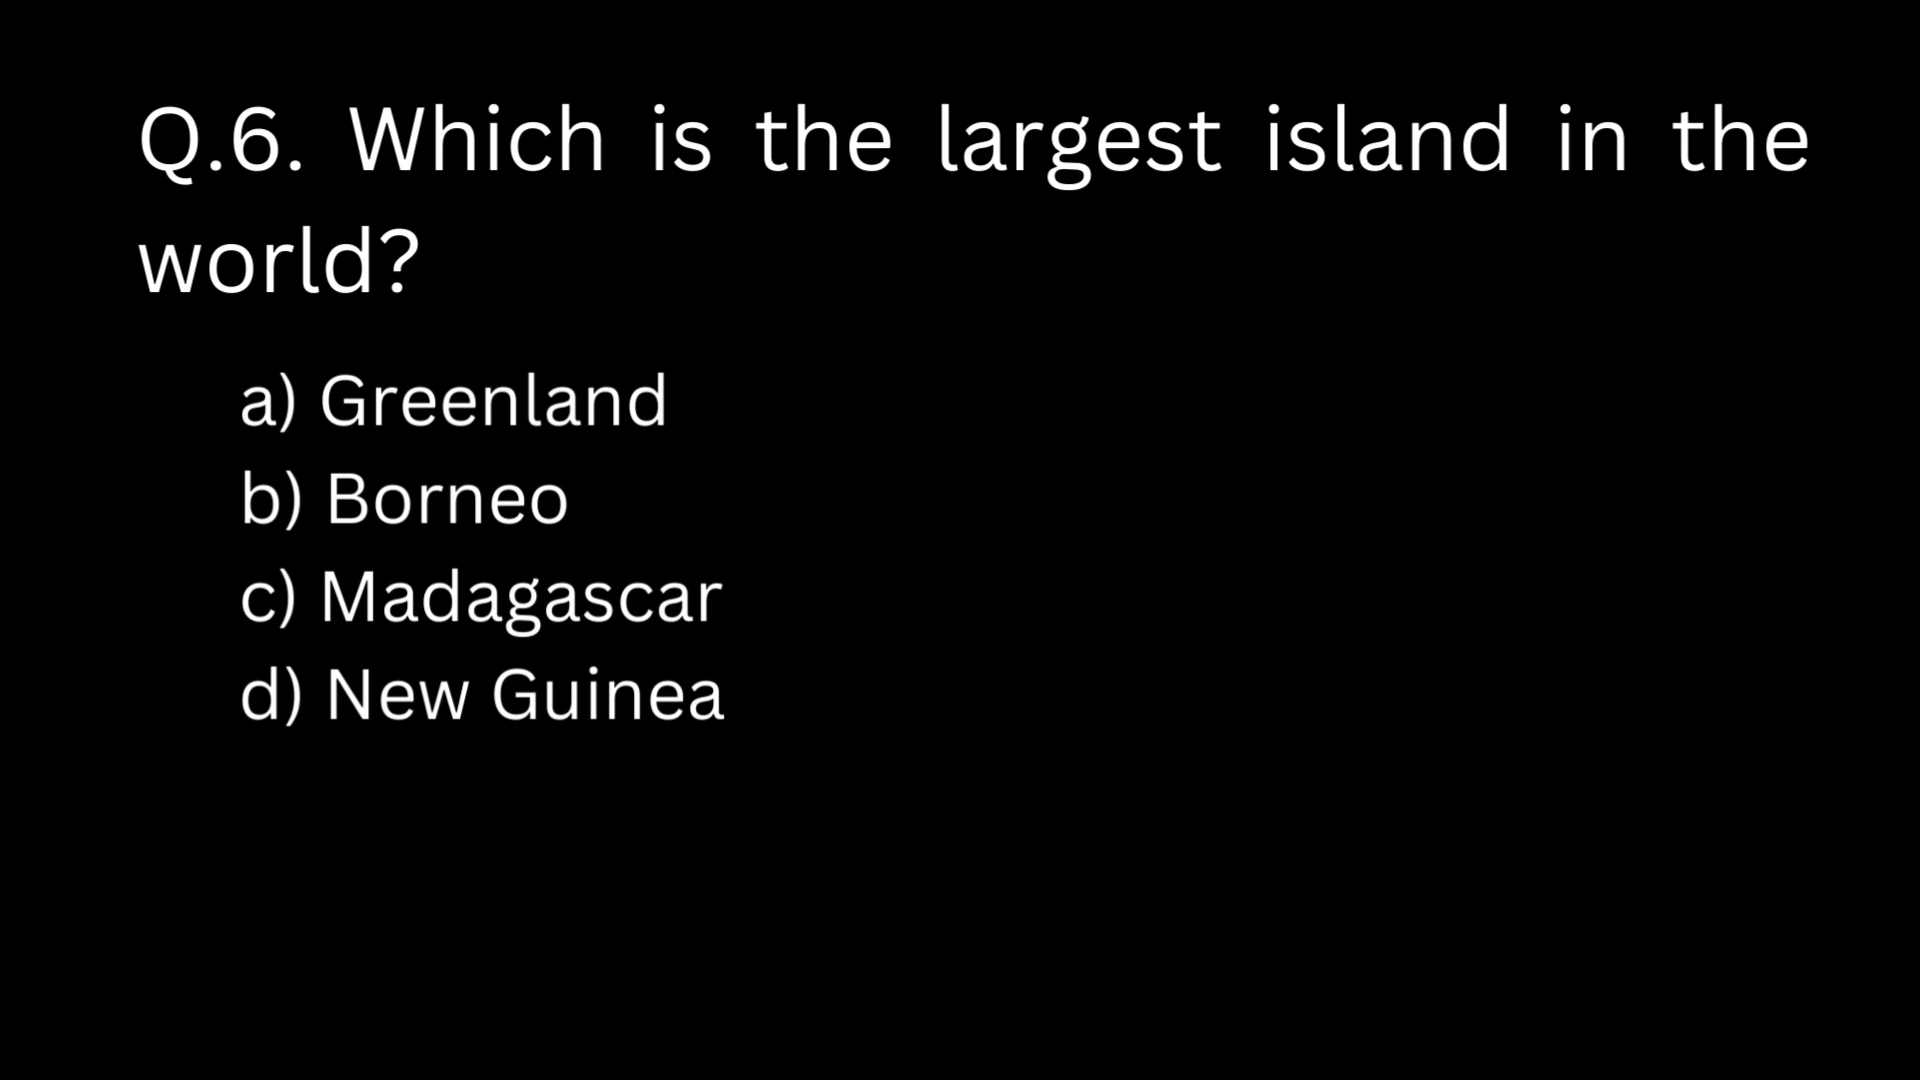 Q.6. Which is the largest island in the
world?
a) Greenland
b) Borneo
c) Madagascar
d) New Guinea